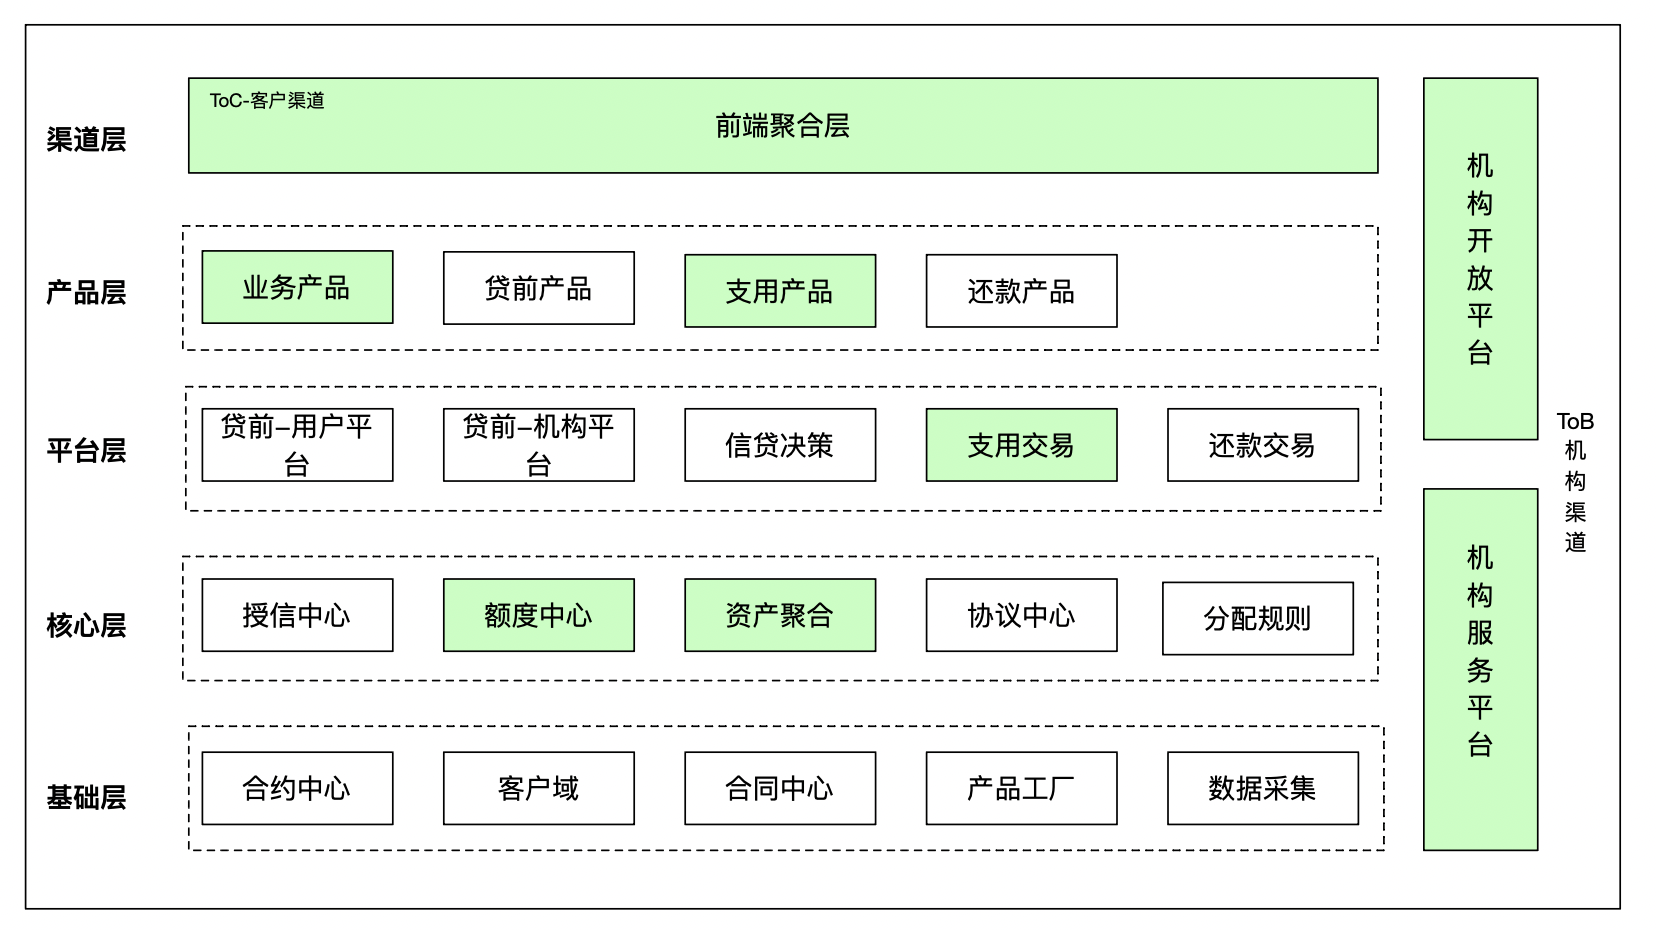 渠道层
ToC-客户渠道
前端聚合层
产品层
业务产品
贷前产品
支用产品
还款产品
平台层
贷前–用户平
台
贷前–机构平
台
信贷决策
支用交易
还款交易
核心层
授信中心
额度中心
资产聚合
协议中心
分配规则
基础层
合约中心
客户域
合同中心
产品工厂
数据采集
机
构
开
放
平
台
机
构
服
务
平
台
ToB
机
构
渠
道